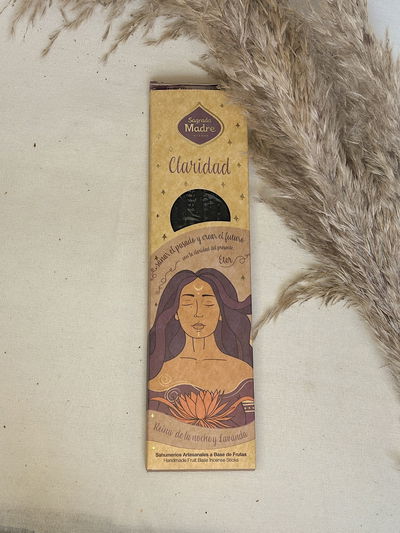 Sagrada
Madre
Claridad
Sanar el pasado y crear el futuro
con la claridad del presente.
Eter
Reina de la noche y Lavanda
Sahumerios Artesanales a Base de Frutas
Handmade Fruit Base Incense Sticks